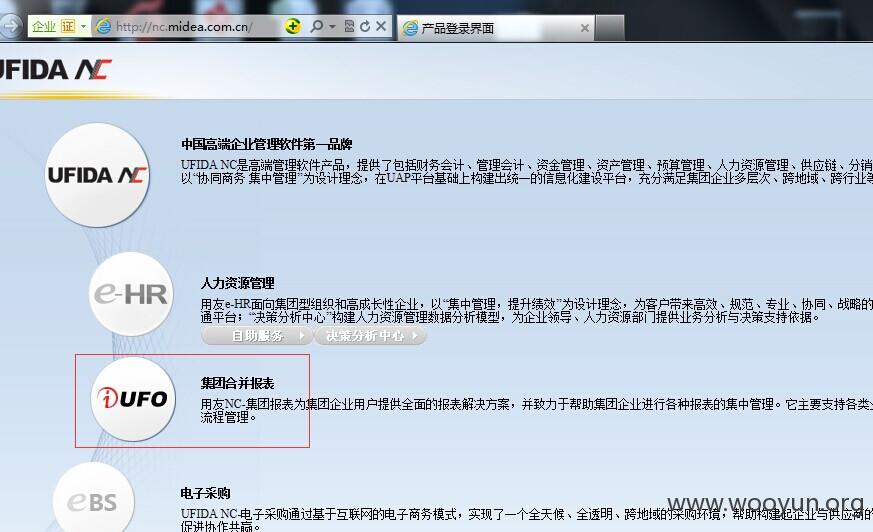 企业 证 http://nc.midea.com.cn/ 产品登录界面
UFIDA NC
中国高端企业管理软件第一品牌
UFIDA NC
UFIDA NC是高端管理软件产品，提供了包括财务会计、管理会计、资金管理、资产管理、预算管理、人力资源管理、供应链、分销
以“协同商务 集中管理”为设计理念，在UAP平台基础上构建出统一的信息化建设平台，充分满足集团企业多层次、跨地域、跨行业等
e-HR
人力资源管理
用友e-HR面向集团型组织和高成长性企业，以“集中管理，提升绩效”为设计理念，为客户带来高效、规范、专业、协同、战略的
通平台；“决策分析中心”构建人力资源管理数据分析模型，为企业领导、人力资源部门提供业务分析与决策支持依据。
自助服务 决策分析中心
iUFO
集团合并报表
用友NC-集团报表为集团企业用户提供全面的报表解决方案，并致力于帮助集团企业进行各种报表的集中管理。它主要支持各类
流程管理。
eBS
电子采购
UFIDA NC-电子采购通过基于互联网的电子商务模式，实现了一个全天候、全透明、跨地域的采购环境，帮助构建起企业与供应商的
促进协作共赢。
www.wooyun.org